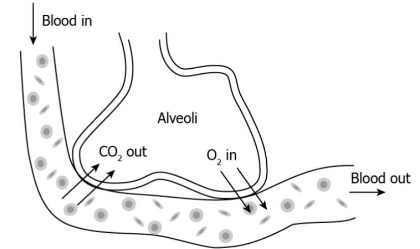 Blood in
Alveoli
CO₂ out
O₂ in
Blood out